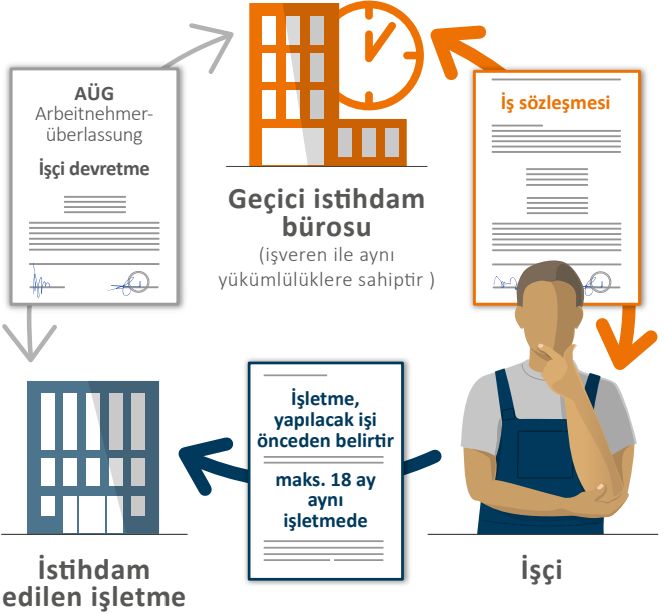 AÜG
Arbeitnehmer-
überlassung
İşçi devretme
İş sözleşmesi
Geçici istihdam
bürosu
(işveren ile aynı
yükümlülüklere sahiptir )
İşletme,
yapılacak işi
önceden belirtir
maks. 18 ay
aynı
işletmede
İstihdam
edilen işletme
İşçi